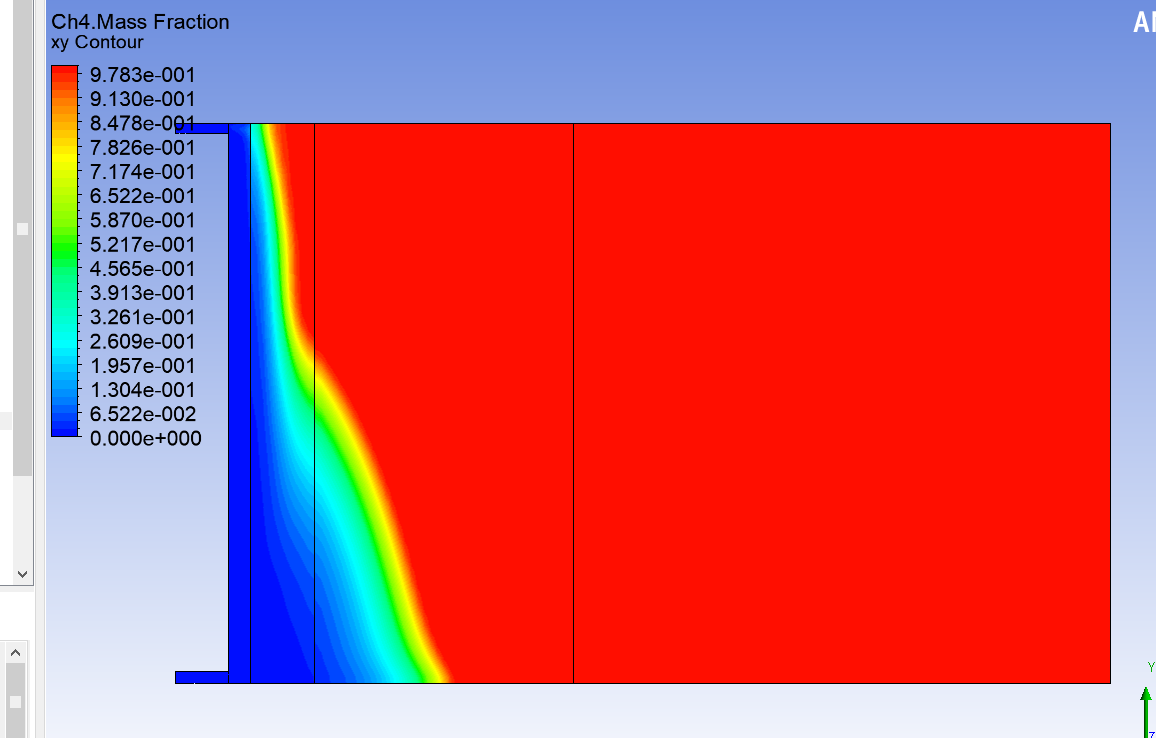 Ch4.Mass Fraction
xy Contour
9.783e-001
9.130e-001
8.478e-001
7.826e-001
7.174e-001
6.522e-001
5.870e-001
5.217e-001
4.565e-001
3.913e-001
3.261e-001
2.609e-001
1.957e-001
1.304e-001
6.522e-002
0.000e+000
AN
Y
Z